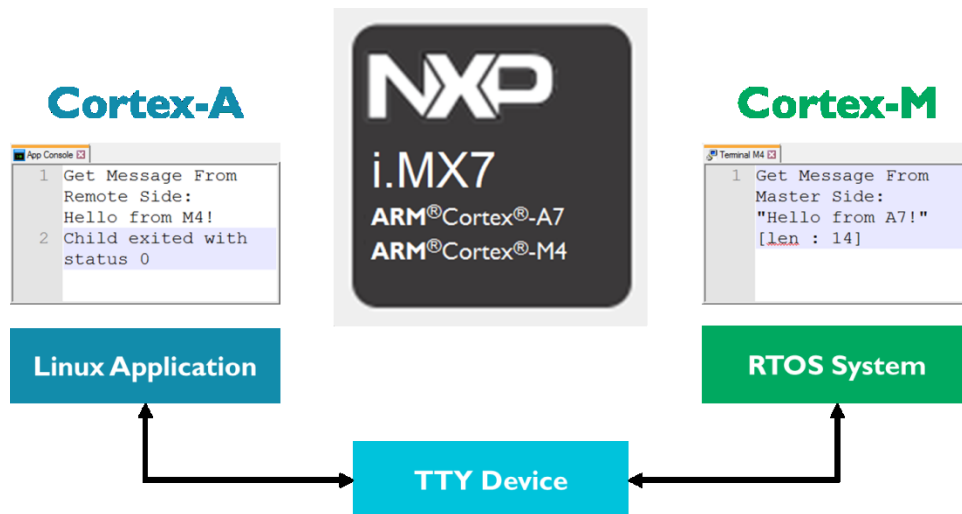 Cortex-A
App Console
1 Get Message From
Remote Side:
Hello from M4!
2 Child exited with
status 0
Linux Application
NXP
i.MX7
ARM®Cortex®-A7
ARM®Cortex®-M4
Cortex-M
Terminal M4
1 Get Message From
Master Side:
"Hello from A7!"
[len : 14]
RTOS System
TTY Device